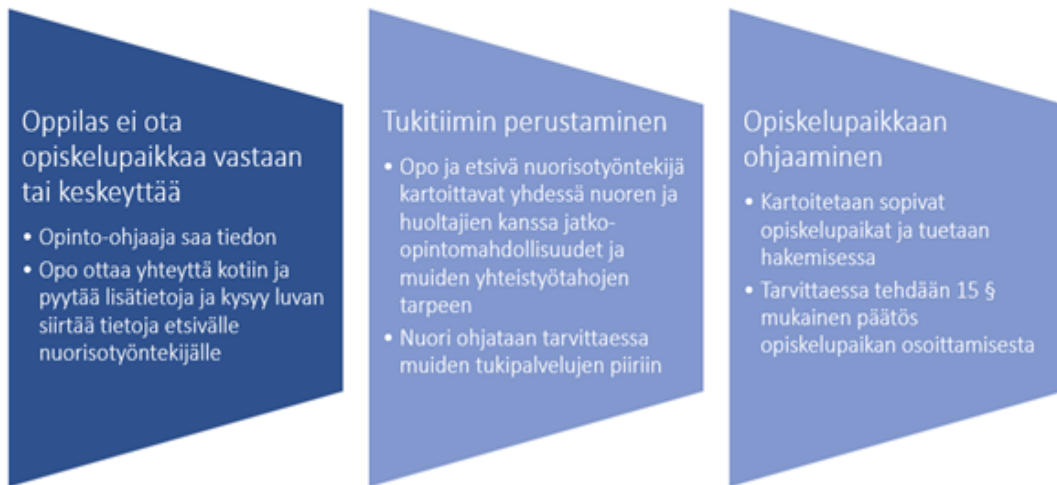 Oppilas ei ota
opiskelupaikkaa vastaan
tai keskeyttää
• Opinto-ohjaaja saa tiedon
• Opo ottaa yhteyttä kotiin ja
pyytää lisätietoja ja kysyy luvan
siirtää tietoja etsivälle
nuorisotyöntekijälle
Tukitiimin perustaminen
• Opo ja etsivä nuorisotyöntekijä
kartoittavat yhdessä nuoren ja
huoltajien kanssa jatko-
opintomahdollisuudet ja
muiden yhteistyötahojen
tarpeen
• Nuori ohjataan tarvittaessa
muiden tukipalvelujen piiriin
Opiskelupaikkaan
ohjaaminen
• Kartoitetaan sopivat
opiskelupaikat ja tuetaan
hakemisessa
• Tarvittaessa tehdään 15 §
mukainen päätös
opiskelupaikan osoittamisesta